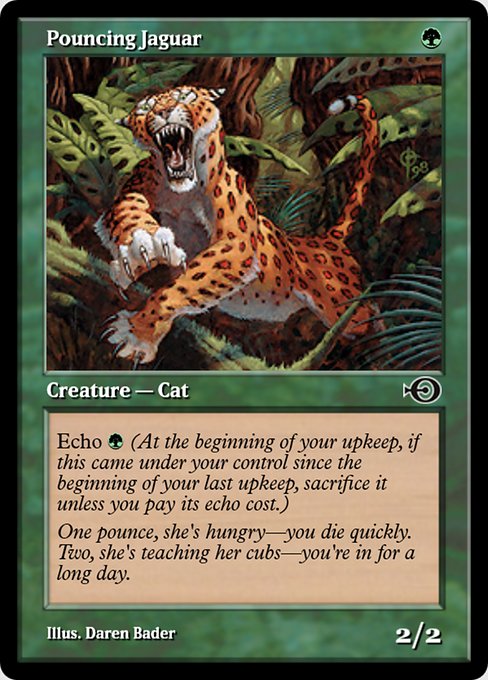 Pouncing Jaguar
Creature — Cat
Echo (At the beginning of your upkeep, if
this came under your control since the
beginning of your last upkeep, sacrifice it
unless you pay its echo cost.)
One pounce, she's hungry—you die quickly.
Two, she's teaching her cubs—you're in for a
long day.
Illus. Daren Bader
2/2